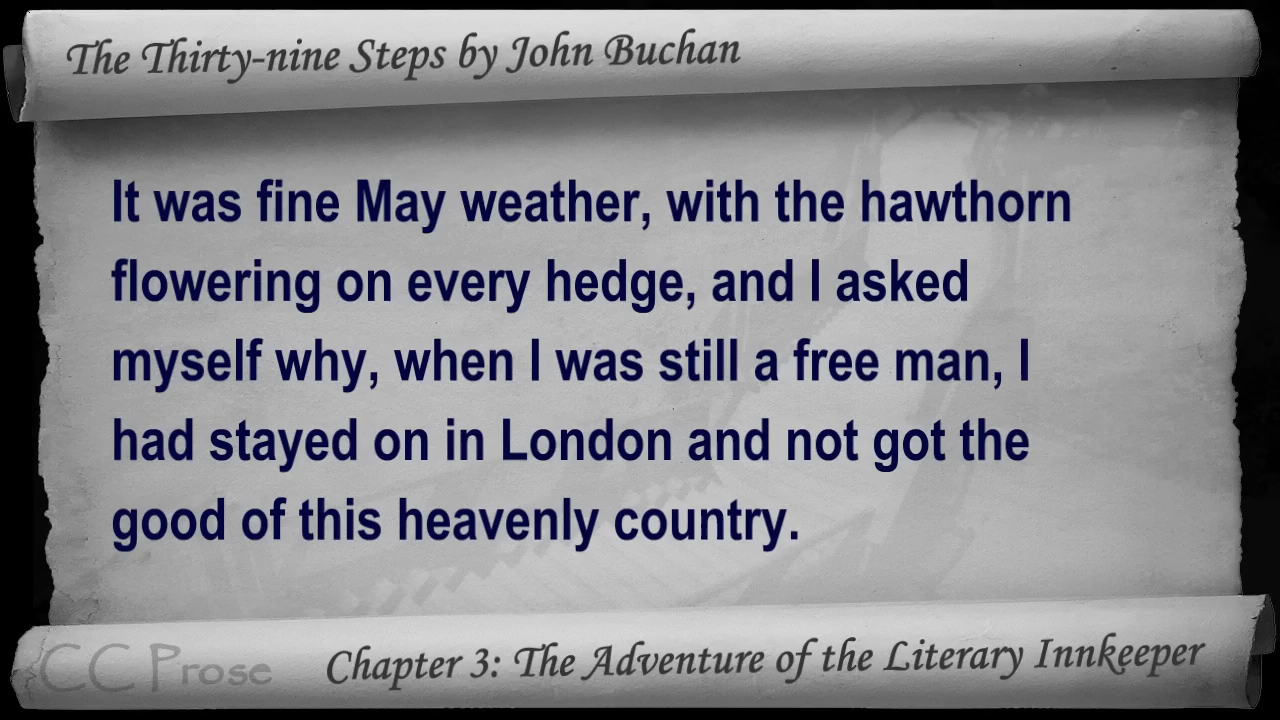 The Thirty-nine Steps by John Buchan
It was fine May weather, with the hawthorn
flowering on every hedge, and I asked
myself why, when I was still a free man, I
had stayed on in London and not got the
good of this heavenly country.
CC Prose
Chapter 3: The Adventure of the Literary Innkeeper